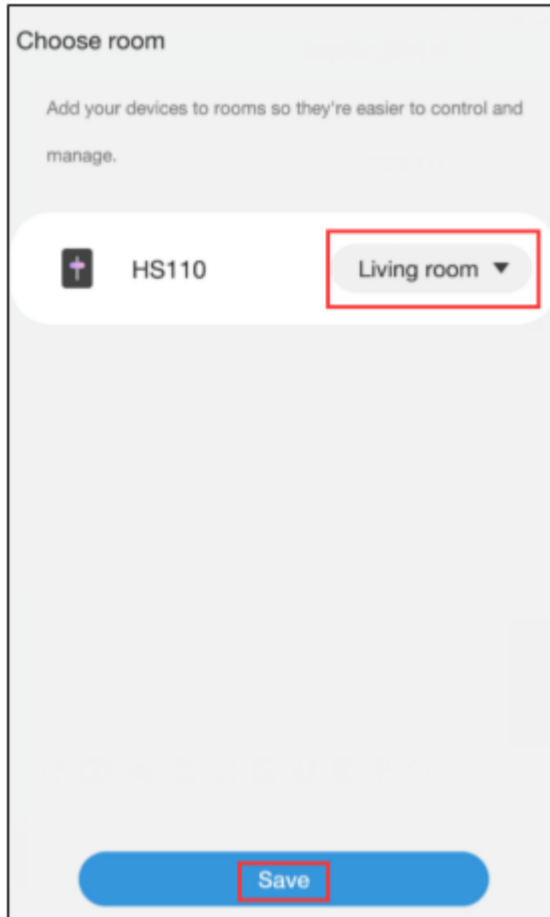 Choose room
Add your devices to rooms so they're easier to control and
manage.
HS110
Living room
Save